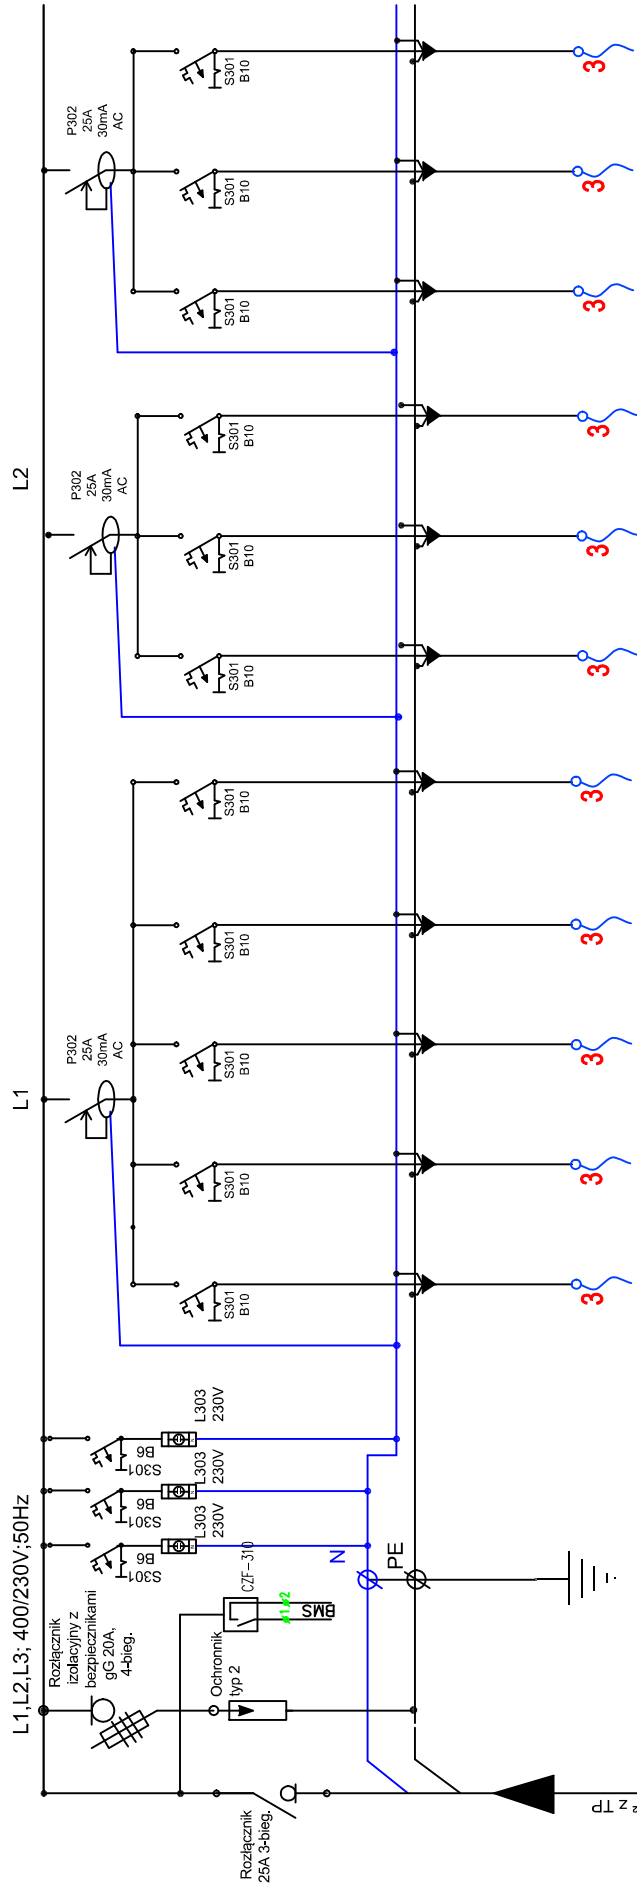 L1,L2,L3; 400/230V;50Hz
L1
L2
Rozłącznik
izolacyjny z
bezpiecznikami
gG 20A,
4-bieg.
Ochronnik
typ 2
Rozłącznik
25A 3-bieg.
CZF-310
1 2
BMS
S301
B6
L303
230V
S301
B6
L303
230V
S301
B6
L303
230V
N
PE
² z TP
P302
25A
30mA
AC
S301
B10
S301
B10
S301
B10
S301
B10
S301
B10
P302
25A
30mA
AC
S301
B10
S301
B10
S301
B10
P302
25A
30mA
AC
S301
B10
S301
B10
S301
B10
3
3
3
3
3
3
3
3
3
3
3